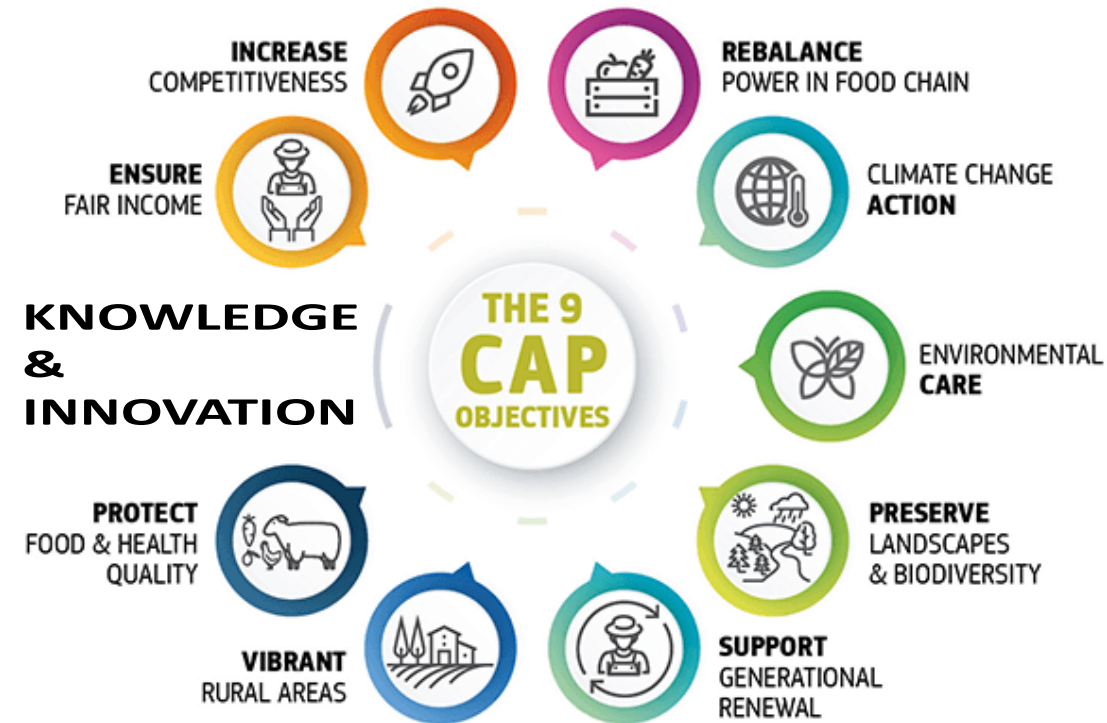 INCREASE
COMPETITIVENESS
REBALANCE
POWER IN FOOD CHAIN
ENSURE
FAIR INCOME
CLIMATE CHANGE
ACTION
KNOWLEDGE
&
INNOVATION
THE 9
CAP
OBJECTIVES
ENVIRONMENTAL
CARE
PROTECT
FOOD & HEALTH
QUALITY
PRESERVE
LANDSCAPES
& BIODIVERSITY
VIBRANT
RURAL AREAS
SUPPORT
GENERATIONAL
RENEWAL